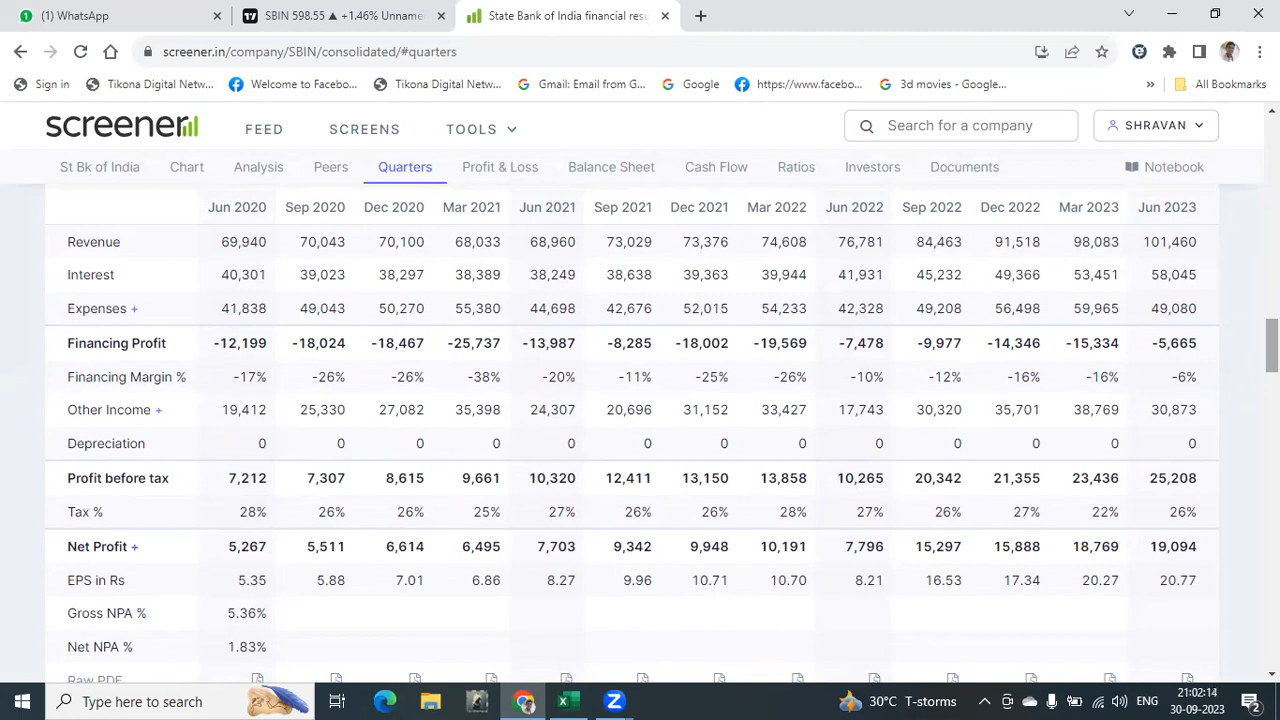 (1) WhatsApp
SBIN 598.55 ▲ +1.46% Unname
State Bank of India financial resu
screener.in/company/SBIN/consolidated/#quarters
Sign in Tikona Digital Netw... Welcome to Facebo... Tikona Digital Netw... Gmail: Email from G... Google https://www.facebo... 3d movies - Google... » All Bookmarks
screener FEED SCREENS TOOLS Search for a company SHRAVAN
St Bk of India Chart Analysis Peers Quarters Profit & Loss Balance Sheet Cash Flow Ratios Investors Documents Notebook
Jun 2020 Sep 2020 Dec 2020 Mar 2021 Jun 2021 Sep 2021 Dec 2021 Mar 2022 Jun 2022 Sep 2022 Dec 2022 Mar 2023 Jun 2023
Revenue 69,940 70,043 70,100 68,033 68,960 73,029 73,376 74,608 76,781 84,463 91,518 98,083 101,460
Interest 40,301 39,023 38,297 38,389 38,249 38,638 39,363 39,944 41,931 45,232 49,366 53,451 58,045
Expenses + 41,838 49,043 50,270 55,380 44,698 42,676 52,015 54,233 42,328 49,208 56,498 59,965 49,080
Financing Profit -12,199 -18,024 -18,467 -25,737 -13,987 -8,285 -18,002 -19,569 -7,478 -9,977 -14,346 -15,334 -5,665
Financing Margin % -17% -26% -26% -38% -20% -11% -25% -26% -10% -12% -16% -16% -6%
Other Income + 19,412 25,330 27,082 35,398 24,307 20,696 31,152 33,427 17,743 30,320 35,701 38,769 30,873
Depreciation 0 0 0 0 0 0 0 0 0 0 0 0 0
Profit before tax 7,212 7,307 8,615 9,661 10,320 12,411 13,150 13,858 10,265 20,342 21,355 23,436 25,208
Tax % 28% 26% 26% 25% 27% 26% 26% 28% 27% 26% 27% 22% 26%
Net Profit + 5,267 5,511 6,614 6,495 7,703 9,342 9,948 10,191 7,796 15,297 15,888 18,769 19,094
EPS in Rs 5.35 5.88 7.01 6.86 8.27 9.96 10.71 10.70 8.21 16.53 17.34 20.27 20.77
Gross NPA % 5.36%
Net NPA % 1.83%
Raw PDF
Type here to search
30°C T-storms
ENG
21:02:14
30-09-2023
2